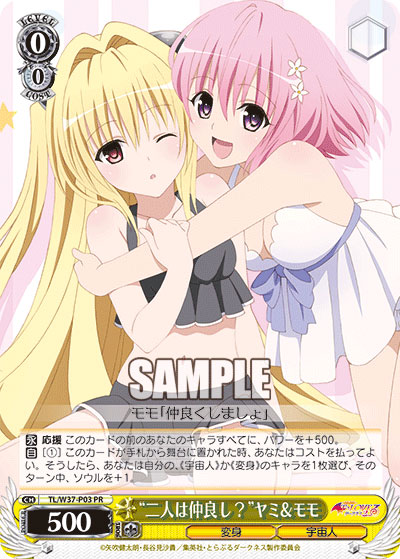 LEVEL
0
0
COST
SAMPLE
モモ「仲良くしましょ」
永 応援 このカードの前のあなたのキャラすべてに、パワーを+500。
自 [①] このカードが手札から舞台に置かれた時、あなたはコストを払ってよ
い。そうしたら、あなたは自分の、《宇宙人》か《変身》のキャラを1枚選び、そ
のターン中、ソウルを+1。
CH TL/W37-P03 PR
500
“二人は仲良し？”ヤミ&モモ
変身
宇宙人
©矢吹健太朗・長谷見沙貴／集英社・とらぶるダークネス製作委員会